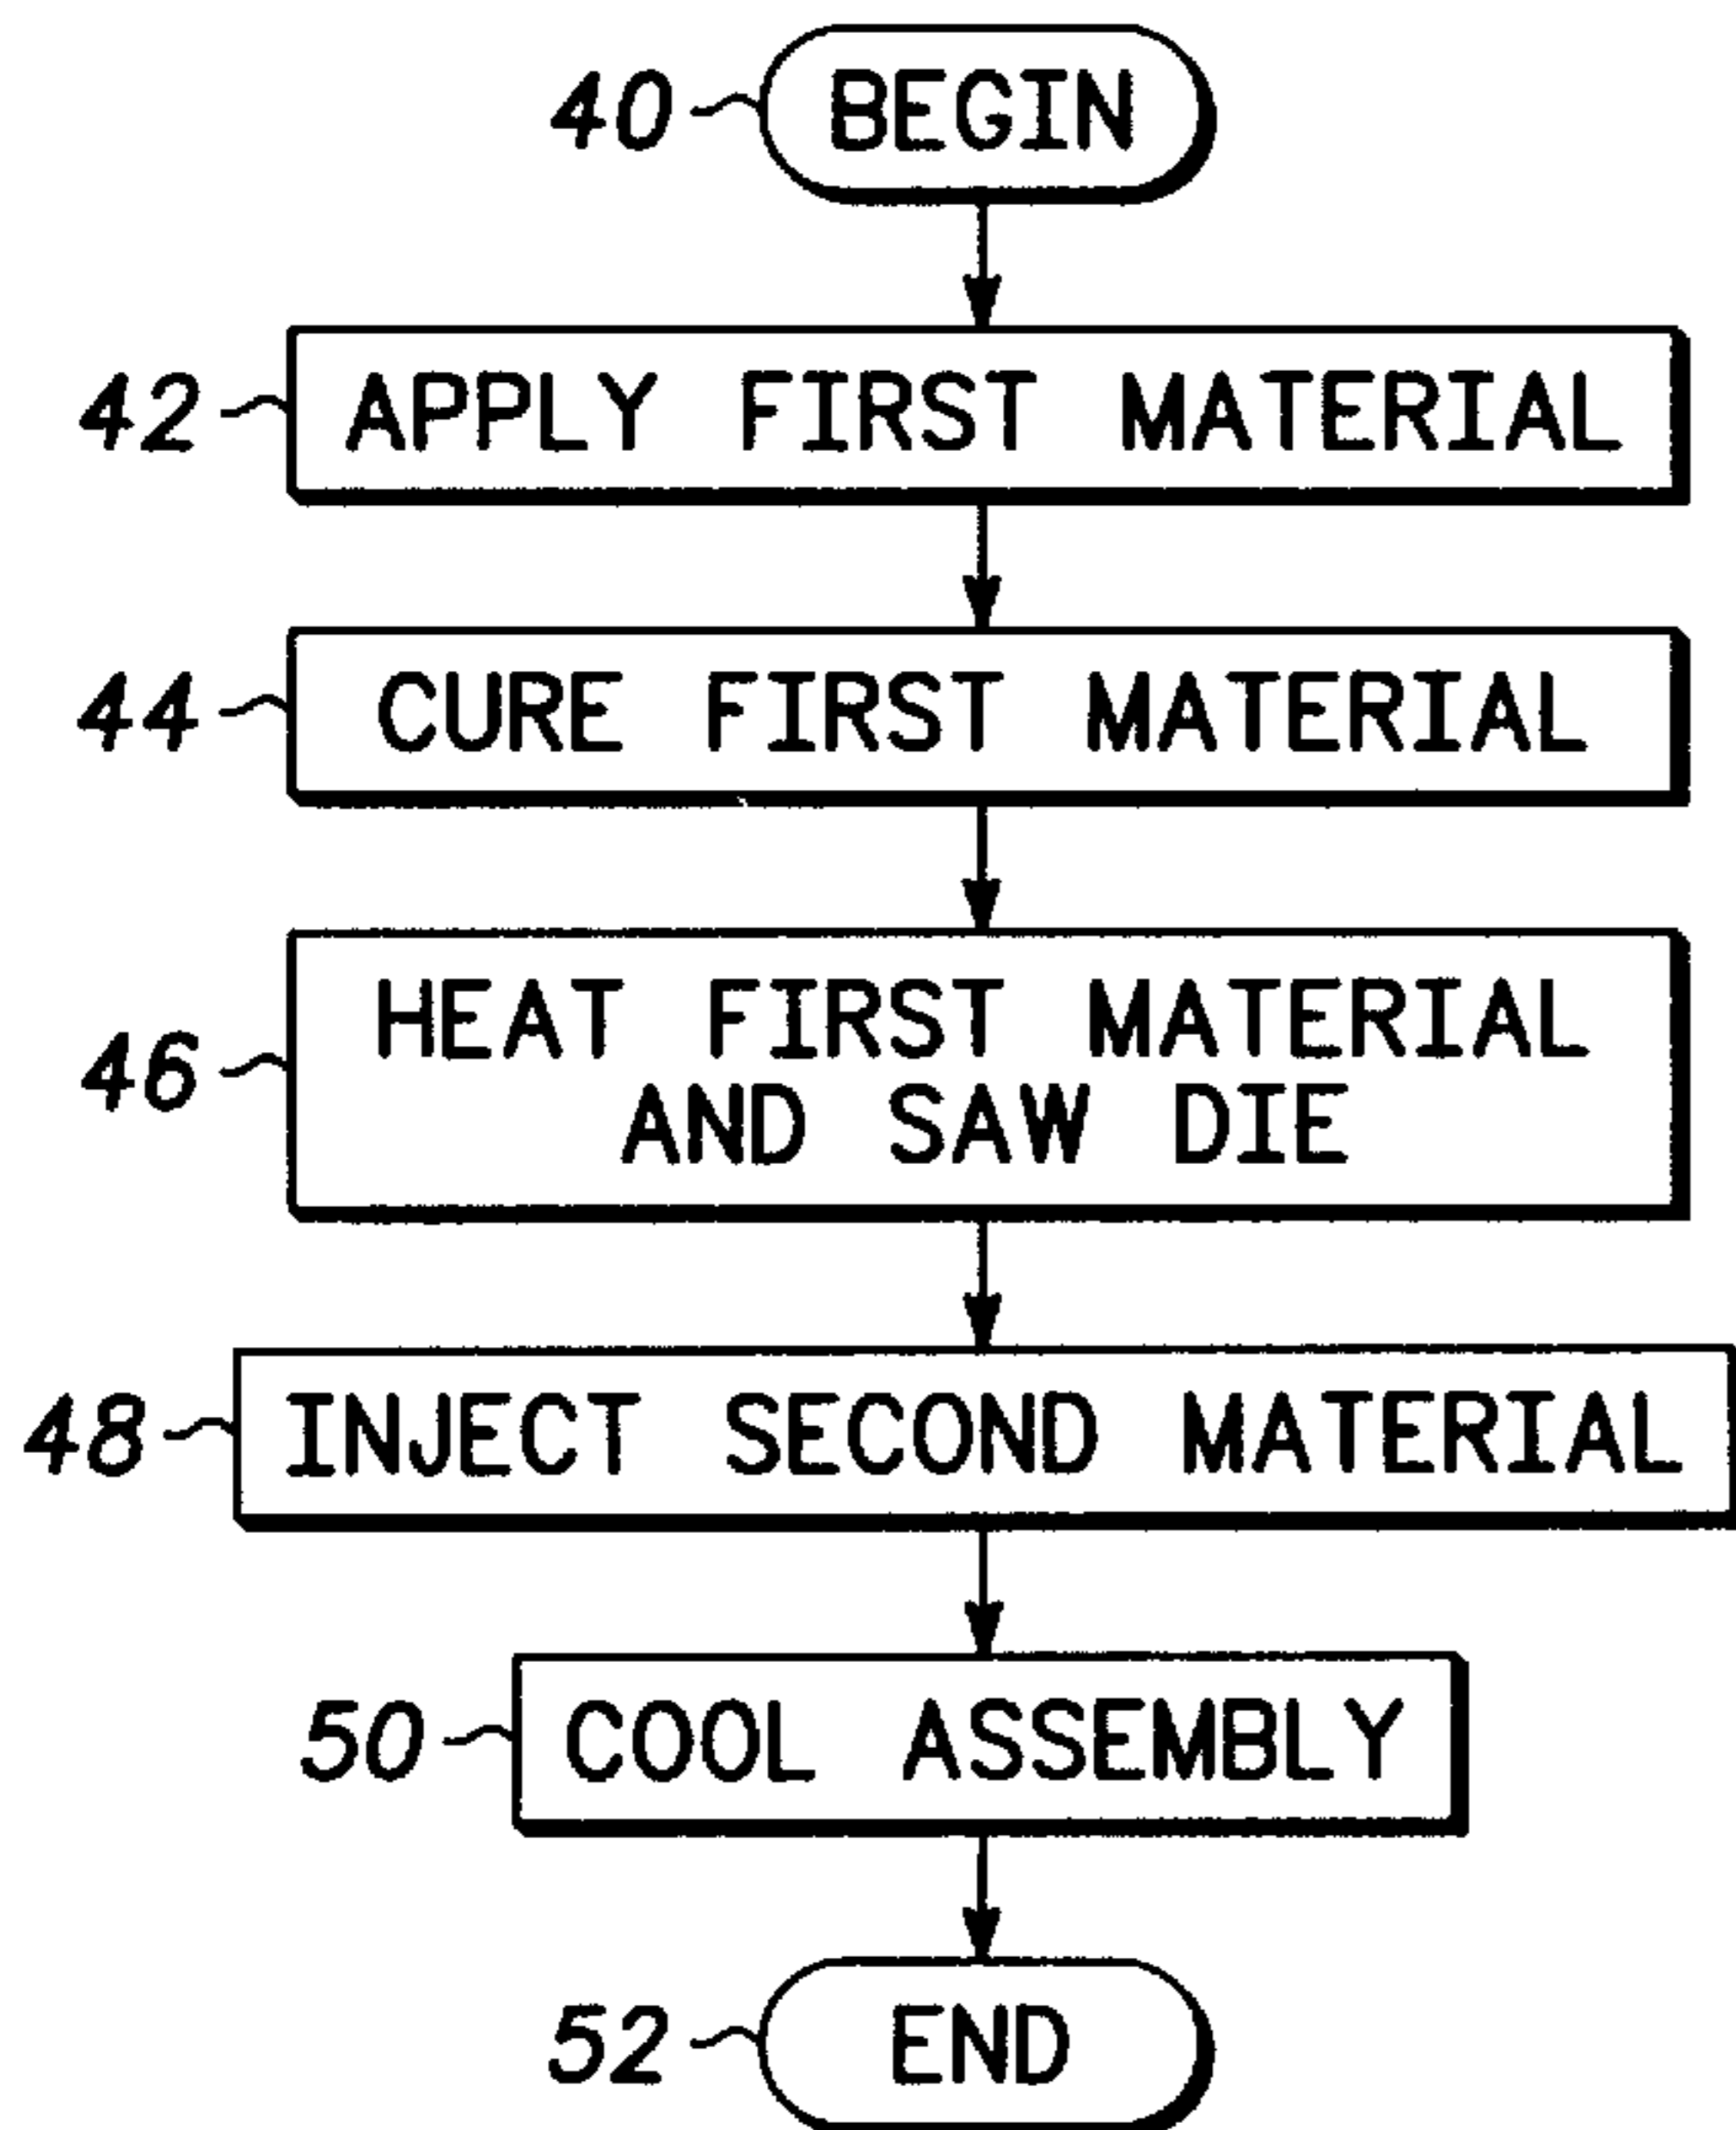 40 BEGIN
42 APPLY FIRST MATERIAL
44 CURE FIRST MATERIAL
46 HEAT FIRST MATERIAL
AND SAW DIE
48 INJECT SECOND MATERIAL
50 COOL ASSEMBLY
52 END